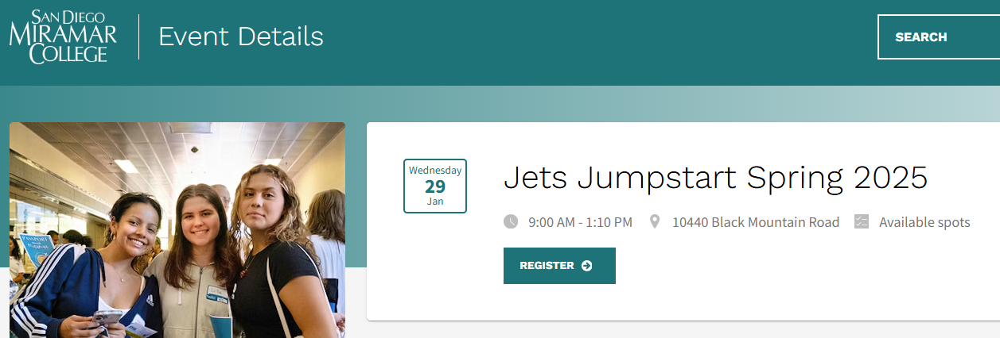 SAN DIEGO
MIRAMAR
COLLEGE
Event Details
SEARCH
PASSPORT
Wednesday
29
Jan
Jets Jumpstart Spring 2025
9:00 AM - 1:10 PM 10440 Black Mountain Road Available spots
REGISTER